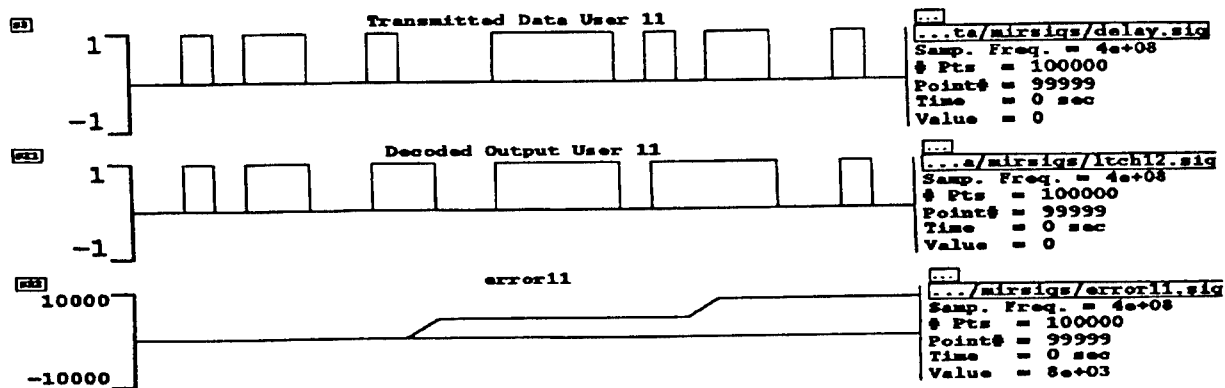 Transmitted Data User 11
1
-1
...
...ta/mirsigs/delay.sig
Samp. Freq. = 4e+08
# Pts = 100000
Point# = 99999
Time = 0 sec
Value = 0
Decoded Output User 11
1
-1
...
...a/mirsigs/ltch12.sig
Samp. Freq. = 4e+08
# Pts = 100000
Point# = 99999
Time = 0 sec
Value = 0
error11
10000
-10000
...
.../mirsigs/error11.sig
Samp. Freq. = 4e+08
# Pts = 100000
Point# = 99999
Time = 0 sec
Value = 8e+03